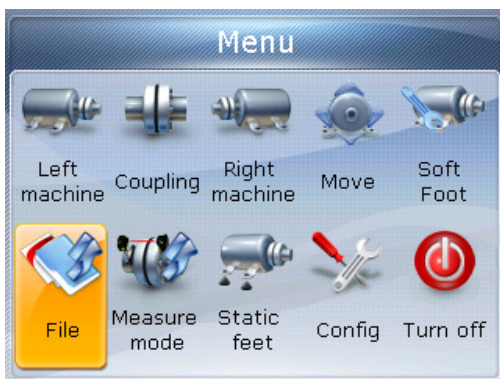 Menu
Left
machine
Coupling
Right
machine
Move
Soft
Foot
File
Measure
mode
Static
feet
Config
Turn off